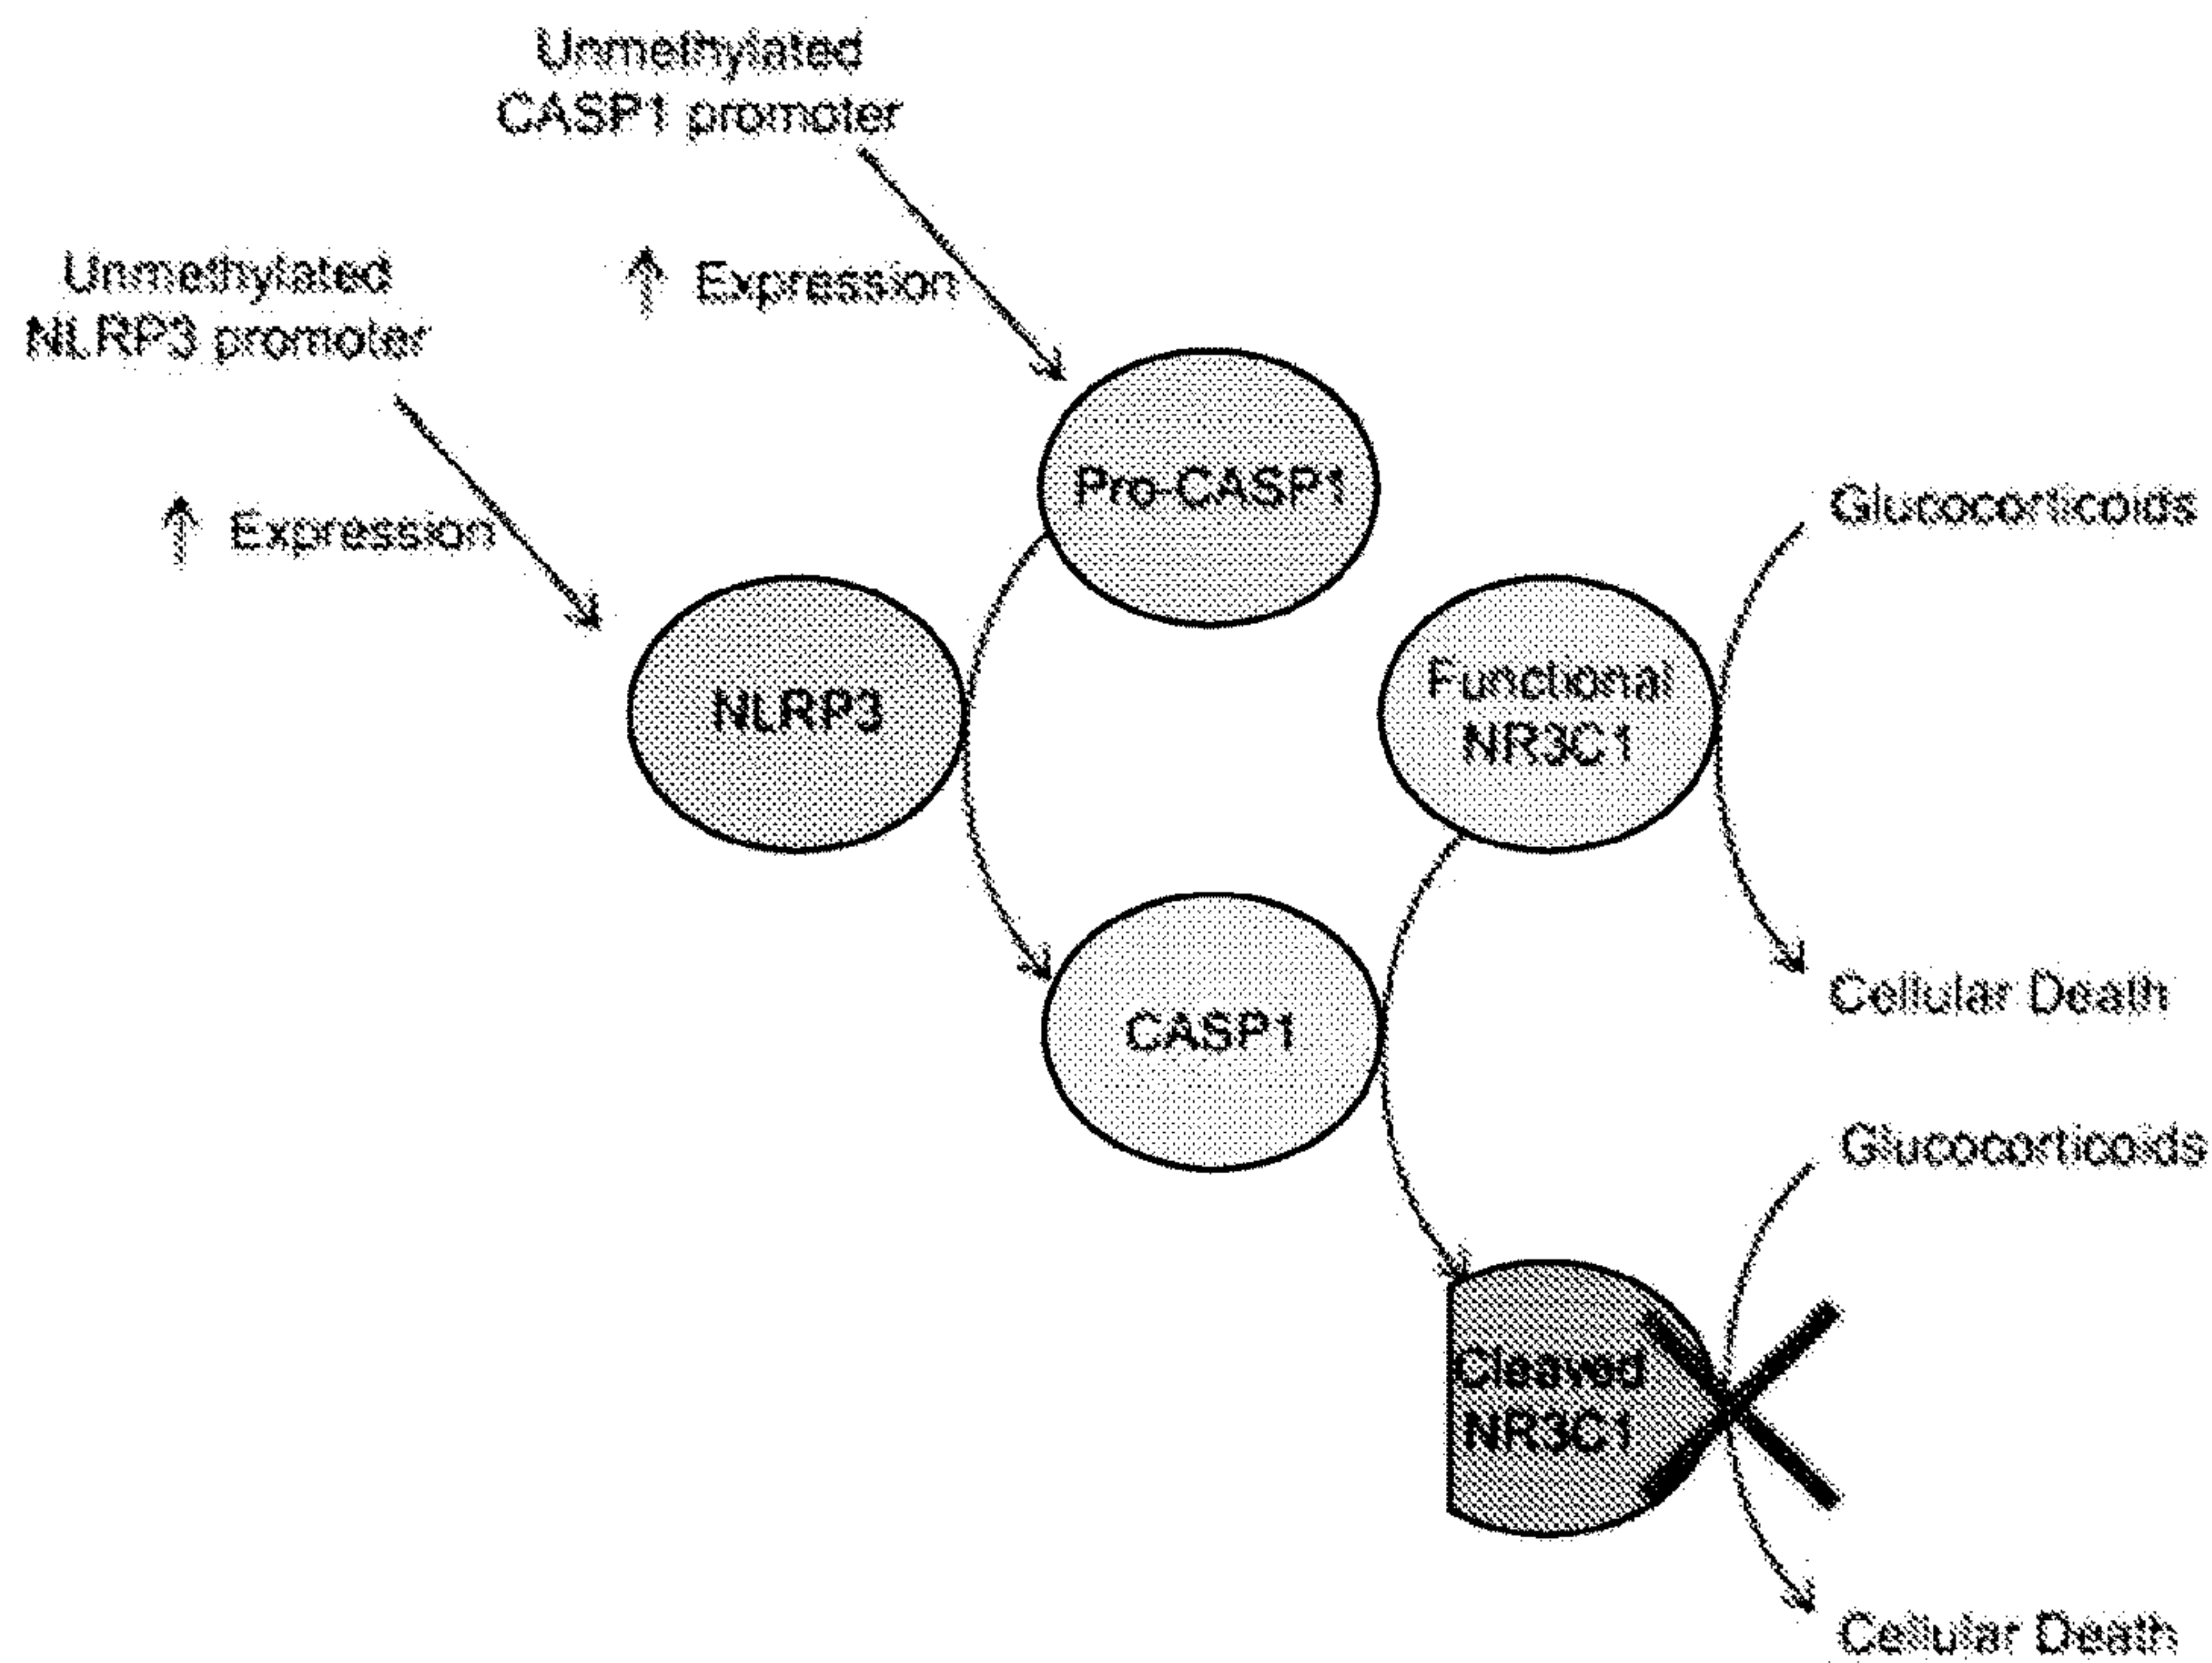 Unmethylated
CASP1 promoter
Unmethylated
NLRP3 promoter
↑ Expression
↑ Expression
Pro-CASP1
Glucocorticoids
NLRP3
Functional
NR3C1
CASP1
Cellular Death
Glucocorticoids
Cleaved
NR3C1
Cellular Death